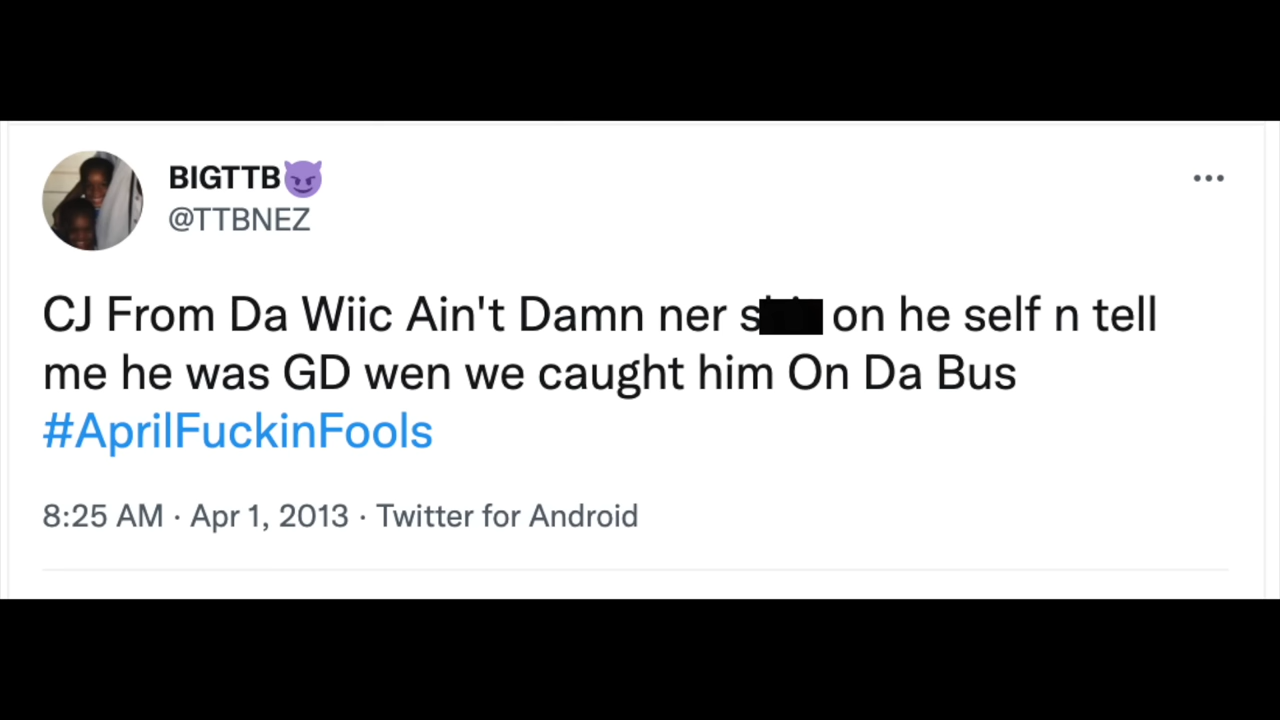 BIGTTB😈
@TTBNEZ
CJ From Da Wiic Ain't Damn ner s on he self n tell
me he was GD wen we caught him On Da Bus
#AprilFuckinFools
8:25 AM · Apr 1, 2013 · Twitter for Android